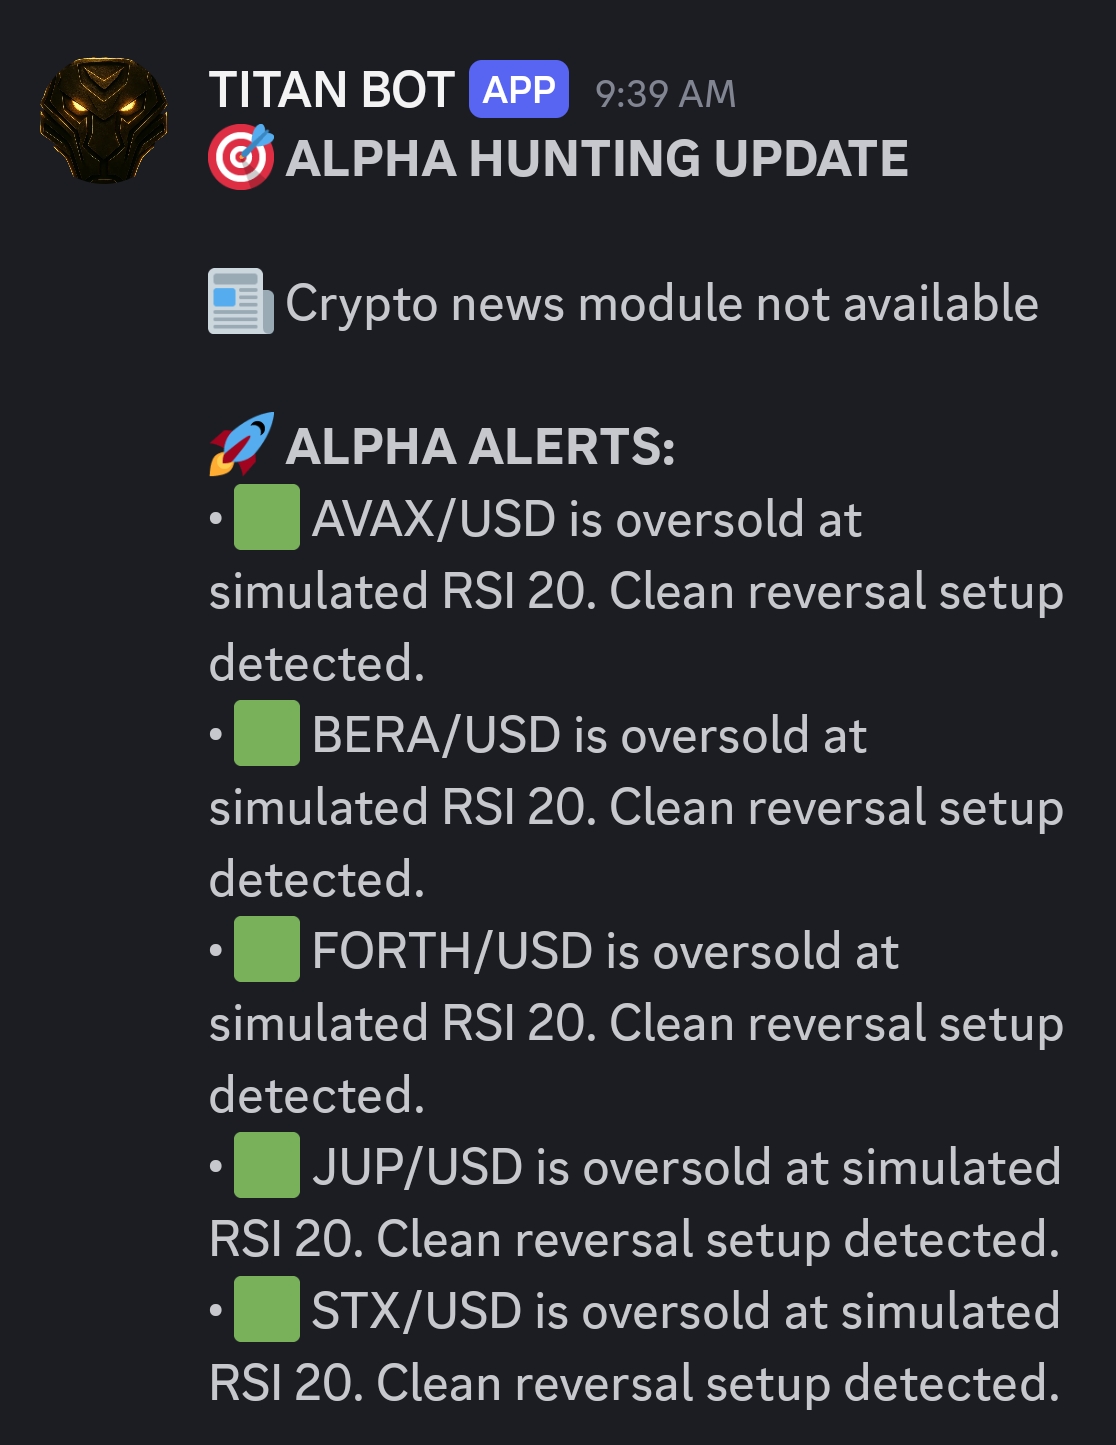 TITAN BOT APP 9:39 AM
🎯 ALPHA HUNTING UPDATE
📰 Crypto news module not available
🚀 ALPHA ALERTS:
• 🟩 AVAX/USD is oversold at
simulated RSI 20. Clean reversal setup
detected.
• 🟩 BERA/USD is oversold at
simulated RSI 20. Clean reversal setup
detected.
• 🟩 FORTH/USD is oversold at
simulated RSI 20. Clean reversal setup
detected.
• 🟩 JUP/USD is oversold at simulated
RSI 20. Clean reversal setup detected.
• 🟩 STX/USD is oversold at simulated
RSI 20. Clean reversal setup detected.